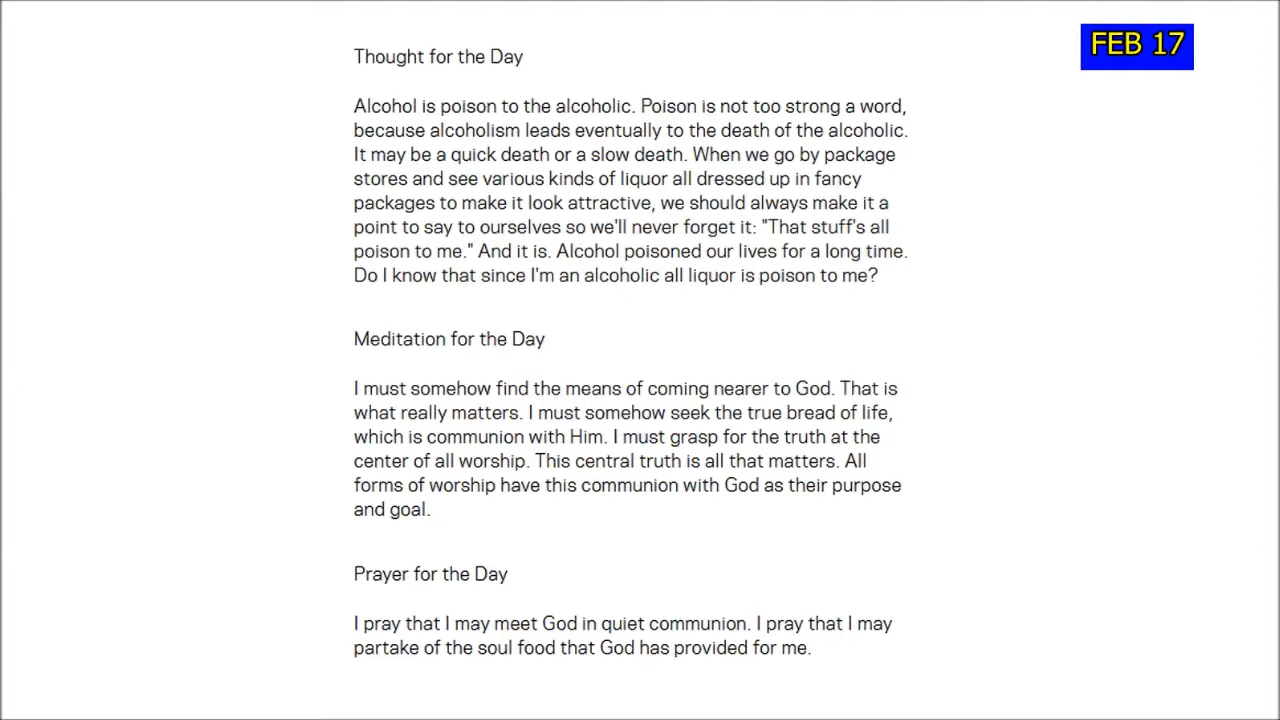 FEB 17
Thought for the Day
Alcohol is poison to the alcoholic. Poison is not too strong a word,
because alcoholism leads eventually to the death of the alcoholic.
It may be a quick death or a slow death. When we go by package
stores and see various kinds of liquor all dressed up in fancy
packages to make it look attractive, we should always make it a
point to say to ourselves so we'll never forget it: "That stuff's all
poison to me." And it is. Alcohol poisoned our lives for a long time.
Do I know that since I'm an alcoholic all liquor is poison to me?
Meditation for the Day
I must somehow find the means of coming nearer to God. That is
what really matters. I must somehow seek the true bread of life,
which is communion with Him. I must grasp for the truth at the
center of all worship. This central truth is all that matters. All
forms of worship have this communion with God as their purpose
and goal.
Prayer for the Day
I pray that I may meet God in quiet communion. I pray that I may
partake of the soul food that God has provided for me.